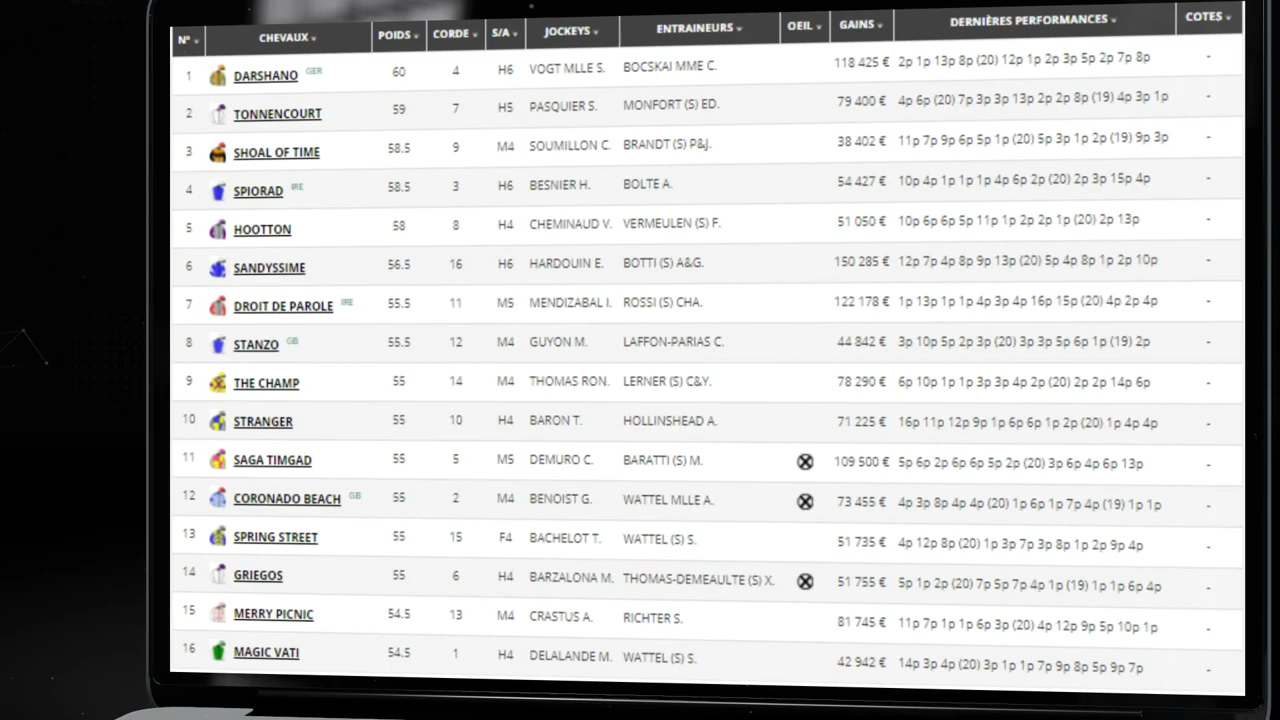 N° CHEVAUX POIDS CORDE S/A JOCKEYS ENTRAINEURS OEIL GAINS DERNIÈRES PERFORMANCES COTES
1 DARSHANO GER 60 4 H6 VOGT MLLE S. BOCSKAI MME C. 118 425 € 2p 1p 13p 8p (20) 12p 1p 2p 3p 5p 2p 7p 8p -
2 TONNENCOURT 59 7 H5 PASQUIER S. MONFORT (S) ED. 79 400 € 4p 6p (20) 7p 3p 3p 13p 2p 2p 8p (19) 4p 3p 1p -
3 SHOAL OF TIME 58.5 9 M4 SOUMILLON C. BRANDT (S) P&J. 38 402 € 11p 7p 9p 6p 5p 1p (20) 5p 3p 1p 2p (19) 9p 3p -
4 SPIORAD IRE 58.5 3 H6 BESNIER H. BOLTE A. 54 427 € 10p 4p 1p 1p 1p 4p 6p 2p (20) 2p 3p 15p 4p -
5 HOOTTON 58 8 H4 CHEMINAUD V. VERMEULEN (S) F. 51 050 € 10p 6p 6p 5p 11p 1p 2p 2p 1p (20) 2p 13p -
6 SANDYSSIME 56.5 16 H6 HARDOUIN E. BOTTI (S) A&G. 150 285 € 12p 7p 4p 8p 9p 13p (20) 5p 4p 8p 1p 2p 10p -
7 DROIT DE PAROLE IRE 55.5 11 M5 MENDIZABAL I. ROSSI (S) CHA. 122 178 € 1p 13p 1p 1p 4p 3p 4p 16p 15p (20) 4p 2p 4p -
8 STANZO GB 55.5 12 M4 GUYON M. LAFFON-PARIAS C. 44 842 € 3p 10p 5p 2p 3p (20) 3p 3p 5p 6p 1p (19) 2p -
9 THE CHAMP 55 14 M4 THOMAS RON. LERNER (S) C&Y. 78 290 € 6p 10p 1p 1p 3p 3p 4p 2p (20) 2p 2p 14p 6p -
10 STRANGER 55 10 H4 BARON T. HOLLINSHEAD A. 71 225 € 16p 11p 12p 9p 1p 6p 6p 1p 2p (20) 1p 4p 4p -
11 SAGA TIMGAD 55 5 M5 DEMURO C. BARATTI (S) M. 109 500 € 5p 6p 2p 6p 6p 5p 2p (20) 3p 6p 4p 6p 13p -
12 CORONADO BEACH GB 55 2 M4 BENOIST G. WATTEL MLLE A. 73 455 € 4p 3p 8p 4p 4p (20) 1p 6p 1p 7p 4p (19) 1p 1p -
13 SPRING STREET 55 15 F4 BACHELOT T. WATTEL (S) S. 51 735 € 4p 12p 8p (20) 1p 3p 7p 3p 8p 1p 2p 9p 4p -
14 GRIEGOS 55 6 H4 BARZALONA M. THOMAS-DEMEAULTE (S) X. 51 755 € 5p 1p 2p (20) 7p 5p 7p 4p 1p (19) 1p 1p 6p 4p -
15 MERRY PICNIC 54.5 13 M4 CRASTUS A. RICHTER S. 81 745 € 11p 7p 1p 1p 6p 3p (20) 4p 12p 9p 5p 10p 1p -
16 MAGIC VATI 54.5 1 H4 DELALANDE M. WATTEL (S) S. 42 942 € 14p 3p 4p (20) 3p 1p 1p 7p 9p 8p 5p 9p 7p -